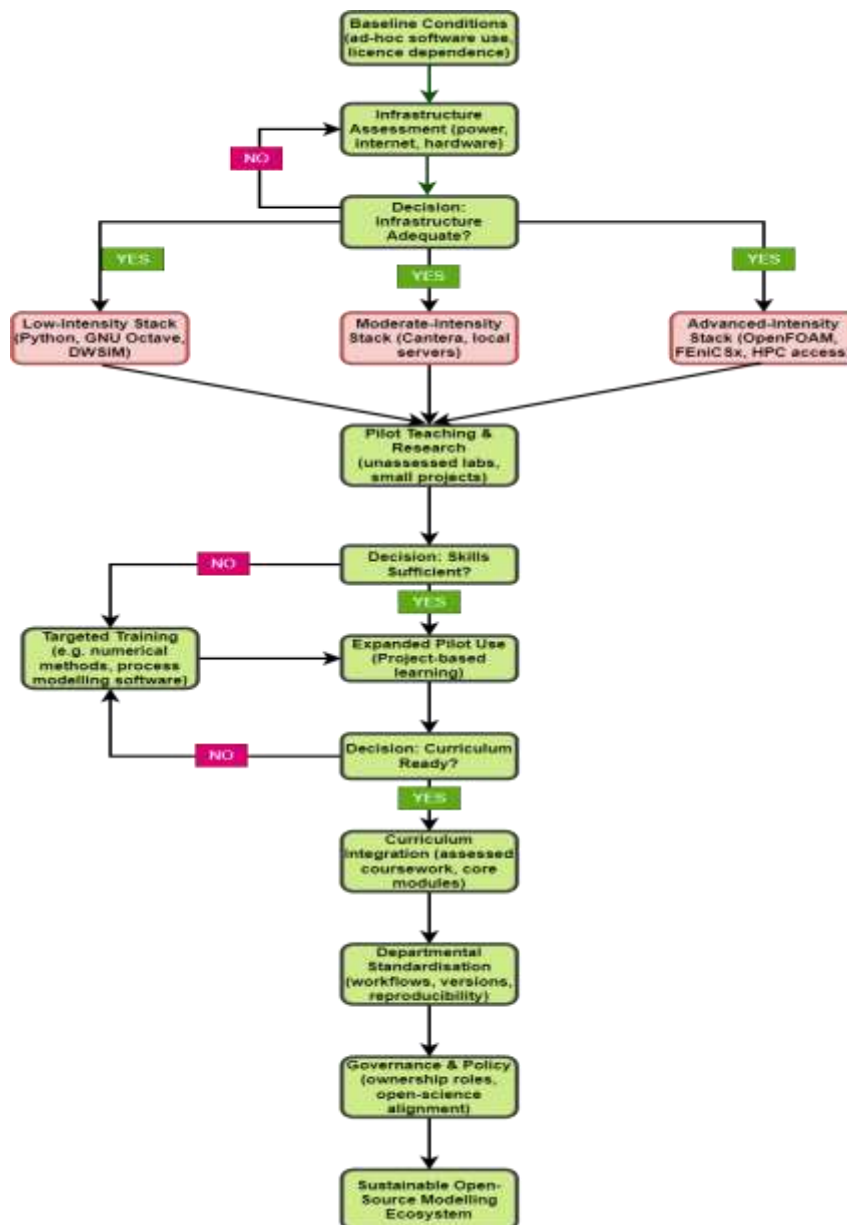 Baseline Conditions
(ad-hoc software use,
licence dependence)
Infrastructure
Assessment (power,
internet, hardware)
NO
Decision:
Infrastructure
Adequate?
YES
YES
YES
Low-Intensity Stack
(Python, GNU Octave,
DWSIM)
Moderate-Intensity
Stack (Cantera, local
servers)
Advanced-Intensity
Stack (OpenFOAM,
FEniCSx, HPC access
Pilot Teaching &
Research
(unassessed labs,
small projects)
NO
Decision: Skills
Sufficient?
YES
Targeted Training
(e.g. numerical
methods, process
modelling software)
Expanded Pilot Use
(Project-based
learning)
NO
Decision: Curriculum
Ready?
YES
Curriculum
Integration (assessed
coursework, core
modules)
Departmental
Standardisation
(workflows, versions,
reproducibility)
Governance & Policy
(ownership roles,
open-science
alignment)
Sustainable Open-
Source Modelling
Ecosystem